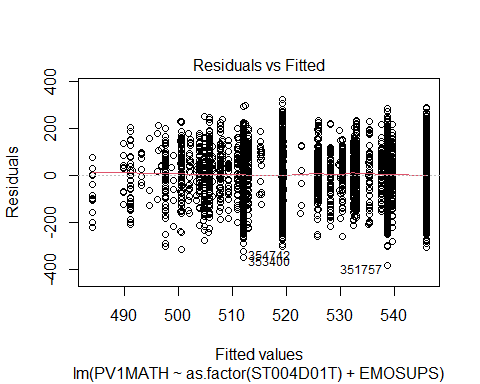 Residuals vs Fitted
400
200
0
-200
-400
Residuals
354742
353400
351757
490 500 510 520 530 540
Fitted values
lm(PV1MATH ~ as.factor(ST004D01T) + EMOSUPS)